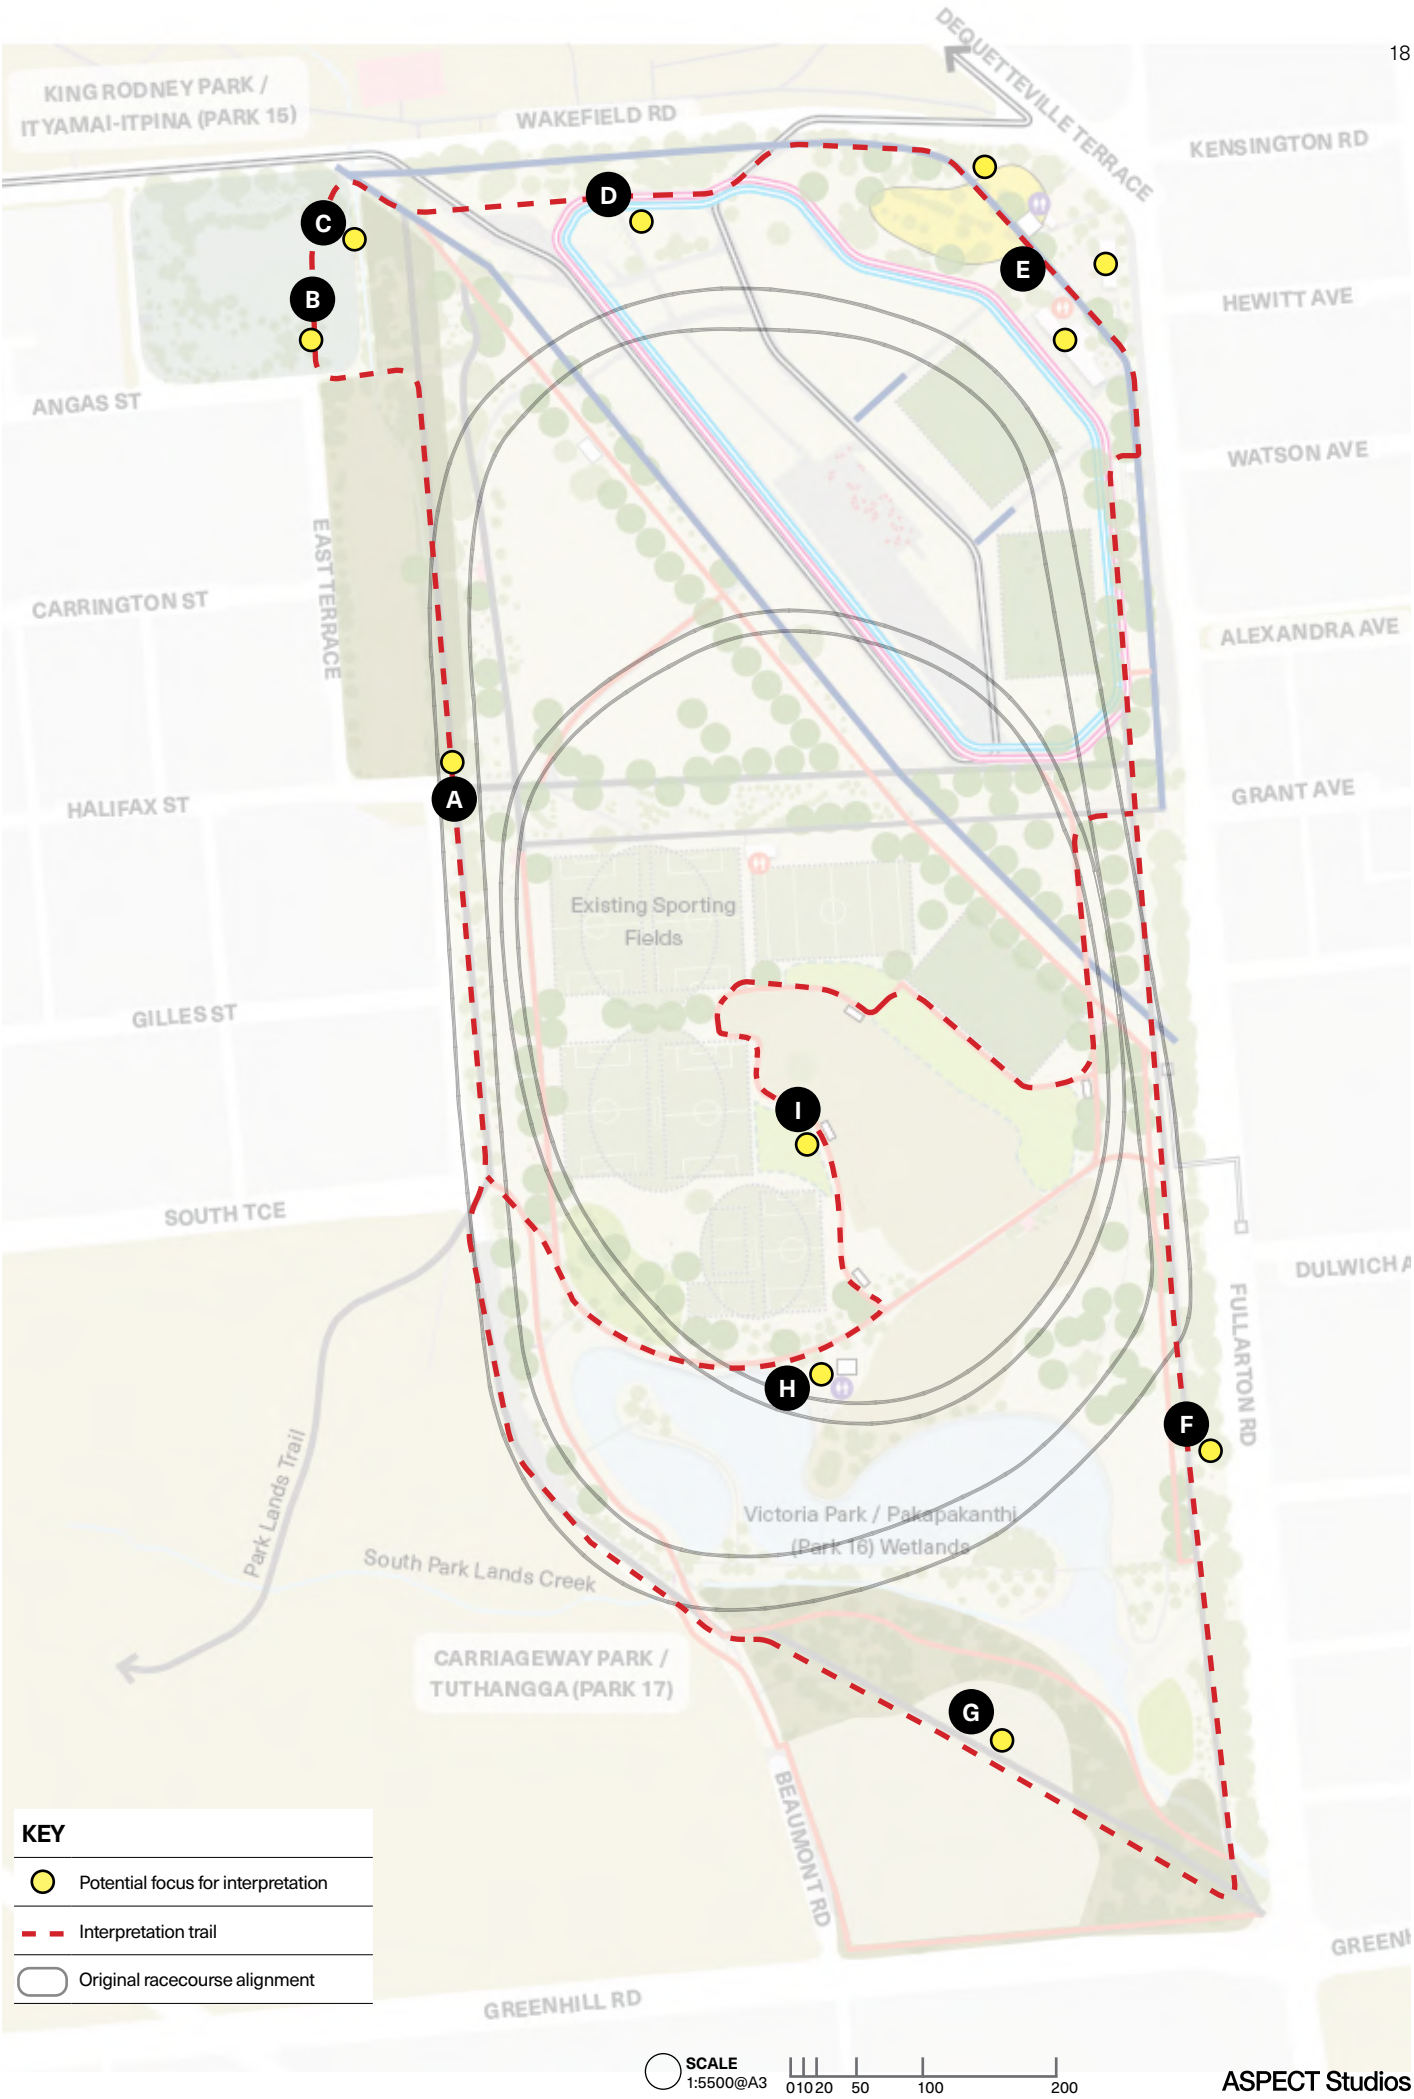 18
DEQUETTEVILLE TERRACE
KING RODNEY PARK /
ITYAMAI-ITPINA (PARK 15)
WAKEFIELD RD
KENSINGTON RD
D
C
E
B
HEWITT AVE
ANGAS ST
WATSON AVE
EAST TERRACE
CARRINGTON ST
ALEXANDRA AVE
HALIFAX ST
A
GRANT AVE
Existing Sporting
Fields
GILLES ST
I
SOUTH TCE
DULWICH A
FULLARTON RD
H
F
Park Lands Trail
Victoria Park / Pakapakanthi
(Park 16) Wetlands
South Park Lands Creek
CARRIAGEWAY PARK /
TUTHANGGA (PARK 17)
G
BEAUMONT RD
KEY
Potential focus for interpretation
Interpretation trail
Original racecourse alignment
GREENH
GREENHILL RD
SCALE
1:5500@A3
0 10 20 50 100 200
ASPECT Studios